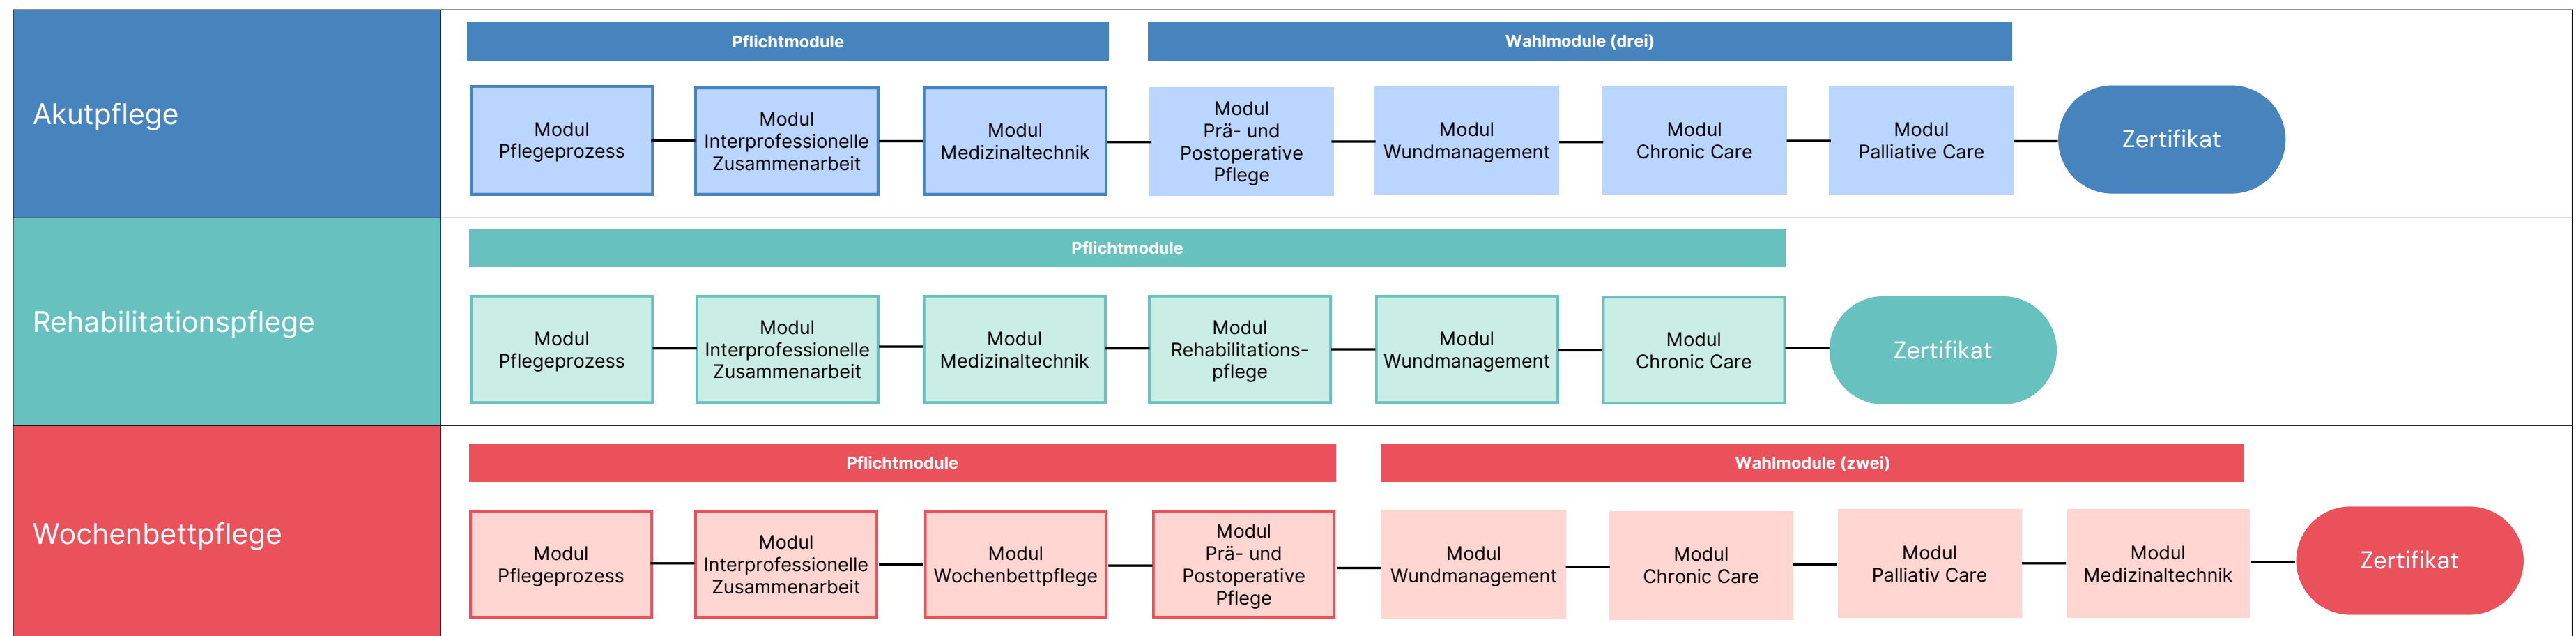 Akutpflege
Pflichtmodule
Wahlmodule (drei)
Modul
Pflegeprozess
Modul
Interprofessionelle
Zusammenarbeit
Modul
Medizinaltechnik
Modul
Prä- und
Postoperative
Pflege
Modul
Wundmanagement
Modul
Chronic Care
Modul
Palliative Care
Zertifikat
Rehabilitationspflege
Pflichtmodule
Modul
Pflegeprozess
Modul
Interprofessionelle
Zusammenarbeit
Modul
Medizinaltechnik
Modul
Rehabilitations-
pflege
Modul
Wundmanagement
Modul
Chronic Care
Zertifikat
Wochenbettpflege
Pflichtmodule
Wahlmodule (zwei)
Modul
Pflegeprozess
Modul
Interprofessionelle
Zusammenarbeit
Modul
Wochenbettpflege
Modul
Prä- und
Postoperative
Pflege
Modul
Wundmanagement
Modul
Chronic Care
Modul
Palliativ Care
Modul
Medizinaltechnik
Zertifikat